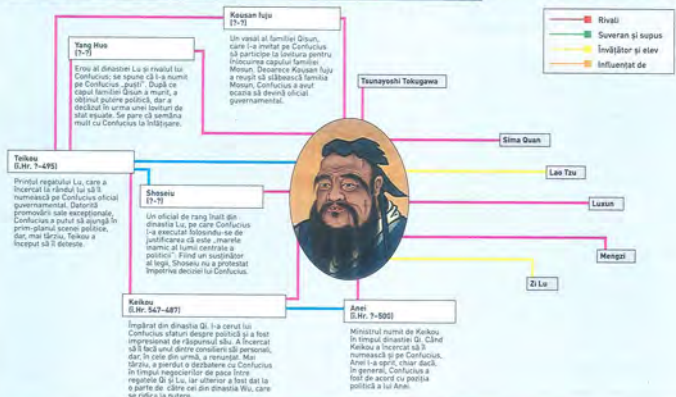 Kousan fuju
(?-?)
Un vasal al familiei Qisun,
care l-a invitat pe Confucius
să participe la lovitura pentru
înlocuirea capului familiei
Mosun. Deoarece Kousan fuju
a reușit să slăbească familia
Mosun, Confucius a avut
ocazia să devină oficial
guvernamental.
Rivali
Suveran și supus
Învățător și elev
Influențat de
Yang Huo
(?-?)
Erou al dinastiei Lu și rivalul lui
Confucius; se spune că l-a numit
pe Confucius „puști”. După ce
capul familiei Qisun a murit, a
obținut putere politică, dar a
decăzut în urma unei lovituri de
stat eșuate. Se pare că semăna
mult cu Confucius la înfățișare.
Tsunayoshi Tokugawa
Sima Quan
Lao Tzu
Luxun
Mengzi
Zi Lu
Teikou
(î.Hr. ?–495)
Prințul regatului Lu, care a
încercat la rândul lui să îl
numească pe Confucius oficial
guvernamental. Datorită
promovării sale excepționale,
Confucius a putut să ajungă în
prim-planul scenei politice,
dar, mai târziu, Teikou a
început să îl deteste.
Shoseiu
(?-?)
Un oficial de rang înalt din
dinastia Lu, pe care Confucius
l-a executat folosindu-se de
justificarea că este „marele
inamic al lumii centrale a
politicii”. Fiind un susținător
al legii, Shoseiu nu a protestat
împotriva deciziei lui Confucius.
Keikou
(î.Hr. 547–487)
Împărat din dinastia Qi, l-a cerut lui
Confucius sfaturi despre politică și a fost
impresionat de răspunsul său. A încercat
să îl facă unul dintre consilierii săi personali,
dar, în cele din urmă, a renunțat. Mai
târziu, a pierdut o dezbatere cu Confucius
în timpul negocierilor de pace între
regatele Qi și Lu, iar ulterior a fost dat la
o parte de către cei din dinastia Wu, care
se ridica la putere.
Anei
(î.Hr. ?–500)
Ministrul numit de Keikou
în timpul dinastiei Qi. Când
Keikou a încercat să îl
numească și pe Confucius,
Anei l-a oprit, chiar dacă,
în general, Confucius a
fost de acord cu poziția
politică a lui Anei.